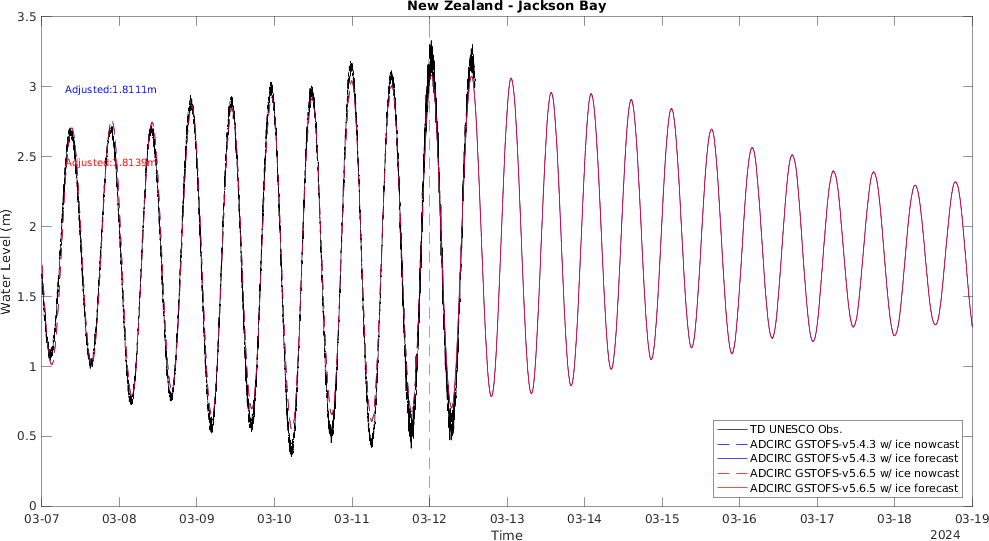 New Zealand - Jackson Bay
3.5
3
2.5
2
1.5
1
0.5
0
Water Level (m)
Adjusted:1.8111m
Adjusted:1.8139m
TD UNESCO Obs.
ADCIRC GSTOFS-v5.4.3 w/ ice nowcast
ADCIRC GSTOFS-v5.4.3 w/ ice forecast
ADCIRC GSTOFS-v5.6.5 w/ ice nowcast
ADCIRC GSTOFS-v5.6.5 w/ ice forecast
03-07 03-08 03-09 03-10 03-11 03-12 03-13 03-14 03-15 03-16 03-17 03-18 03-19
Time
2024